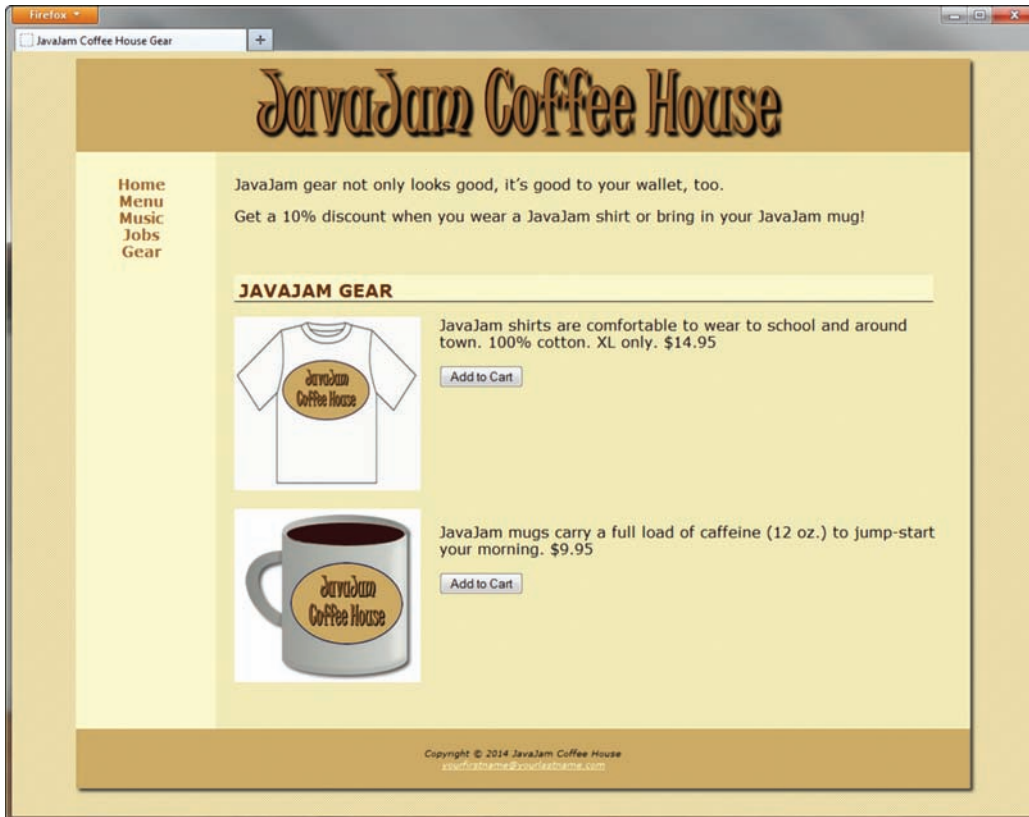 Firefox
JavaJam Coffee House Gear
+
JavaJam Coffee House
Home
Menu
Music
Jobs
Gear
JavaJam gear not only looks good, it’s good to your wallet, too.
Get a 10% discount when you wear a JavaJam shirt or bring in your JavaJam mug!
JAVAJAM GEAR
JavaJam
Coffee House
JavaJam shirts are comfortable to wear to school and around
town. 100% cotton. XL only. $14.95
Add to Cart
JavaJam
Coffee House
JavaJam mugs carry a full load of caffeine (12 oz.) to jump-start
your morning. $9.95
Add to Cart
Copyright © 2014 JavaJam Coffee House
yourfirstname@yourlastname.com